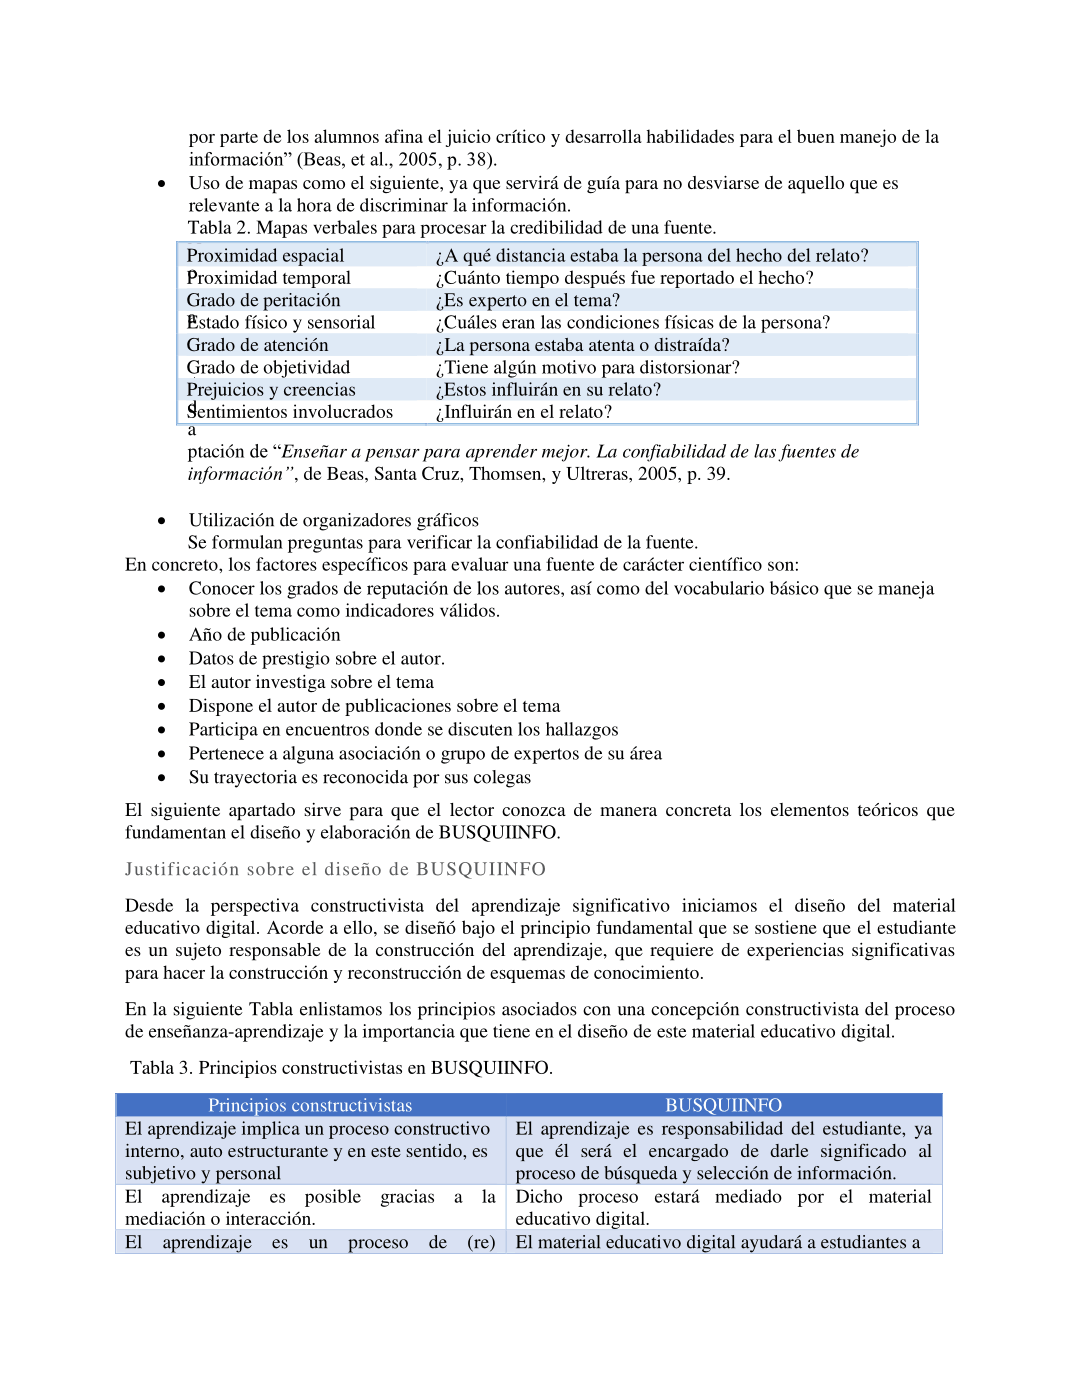 por parte de los alumnos afina el juicio crítico y desarrolla habilidades para el buen manejo de la
información” (Beas, et al., 2005, p. 38).
• Uso de mapas como el siguiente, ya que servirá de guía para no desviarse de aquello que es
relevante a la hora de discriminar la información.
Tabla 2. Mapas verbales para procesar la credibilidad de una fuente.
Proximidad espacial ¿A qué distancia estaba la persona del hecho del relato?
Proximidad temporal ¿Cuánto tiempo después fue reportado el hecho?
Grado de peritación ¿Es experto en el tema?
Estado físico y sensorial ¿Cuáles eran las condiciones físicas de la persona?
Grado de atención ¿La persona estaba atenta o distraída?
Grado de objetividad ¿Tiene algún motivo para distorsionar?
Prejuicios y creencias ¿Estos influirán en su relato?
Sentimientos involucrados ¿Influirán en el relato?
a
ptación de “Enseñar a pensar para aprender mejor. La confiabilidad de las fuentes de
información”, de Beas, Santa Cruz, Thomsen, y Ultreras, 2005, p. 39.
• Utilización de organizadores gráficos
Se formulan preguntas para verificar la confiabilidad de la fuente.
En concreto, los factores específicos para evaluar una fuente de carácter científico son:
• Conocer los grados de reputación de los autores, así como del vocabulario básico que se maneja
sobre el tema como indicadores válidos.
• Año de publicación
• Datos de prestigio sobre el autor.
• El autor investiga sobre el tema
• Dispone el autor de publicaciones sobre el tema
• Participa en encuentros donde se discuten los hallazgos
• Pertenece a alguna asociación o grupo de expertos de su área
• Su trayectoria es reconocida por sus colegas
El siguiente apartado sirve para que el lector conozca de manera concreta los elementos teóricos que
fundamentan el diseño y elaboración de BUSQUIINFO.
Justificación sobre el diseño de BUSQUIINFO
Desde la perspectiva constructivista del aprendizaje significativo iniciamos el diseño del material
educativo digital. Acorde a ello, se diseñó bajo el principio fundamental que se sostiene que el estudiante
es un sujeto responsable de la construcción del aprendizaje, que requiere de experiencias significativas
para hacer la construcción y reconstrucción de esquemas de conocimiento.
En la siguiente Tabla enlistamos los principios asociados con una concepción constructivista del proceso
de enseñanza-aprendizaje y la importancia que tiene en el diseño de este material educativo digital.
Tabla 3. Principios constructivistas en BUSQUIINFO.
Principios constructivistas BUSQUIINFO
El aprendizaje implica un proceso constructivo
interno, auto estructurante y en este sentido, es
subjetivo y personal
El aprendizaje es responsabilidad del estudiante, ya
que él será el encargado de darle significado al
proceso de búsqueda y selección de información.
El aprendizaje es posible gracias a la
mediación o interacción.
Dicho proceso estará mediado por el material
educativo digital.
El aprendizaje es un proceso de (re)
El material educativo digital ayudará a estudiantes a